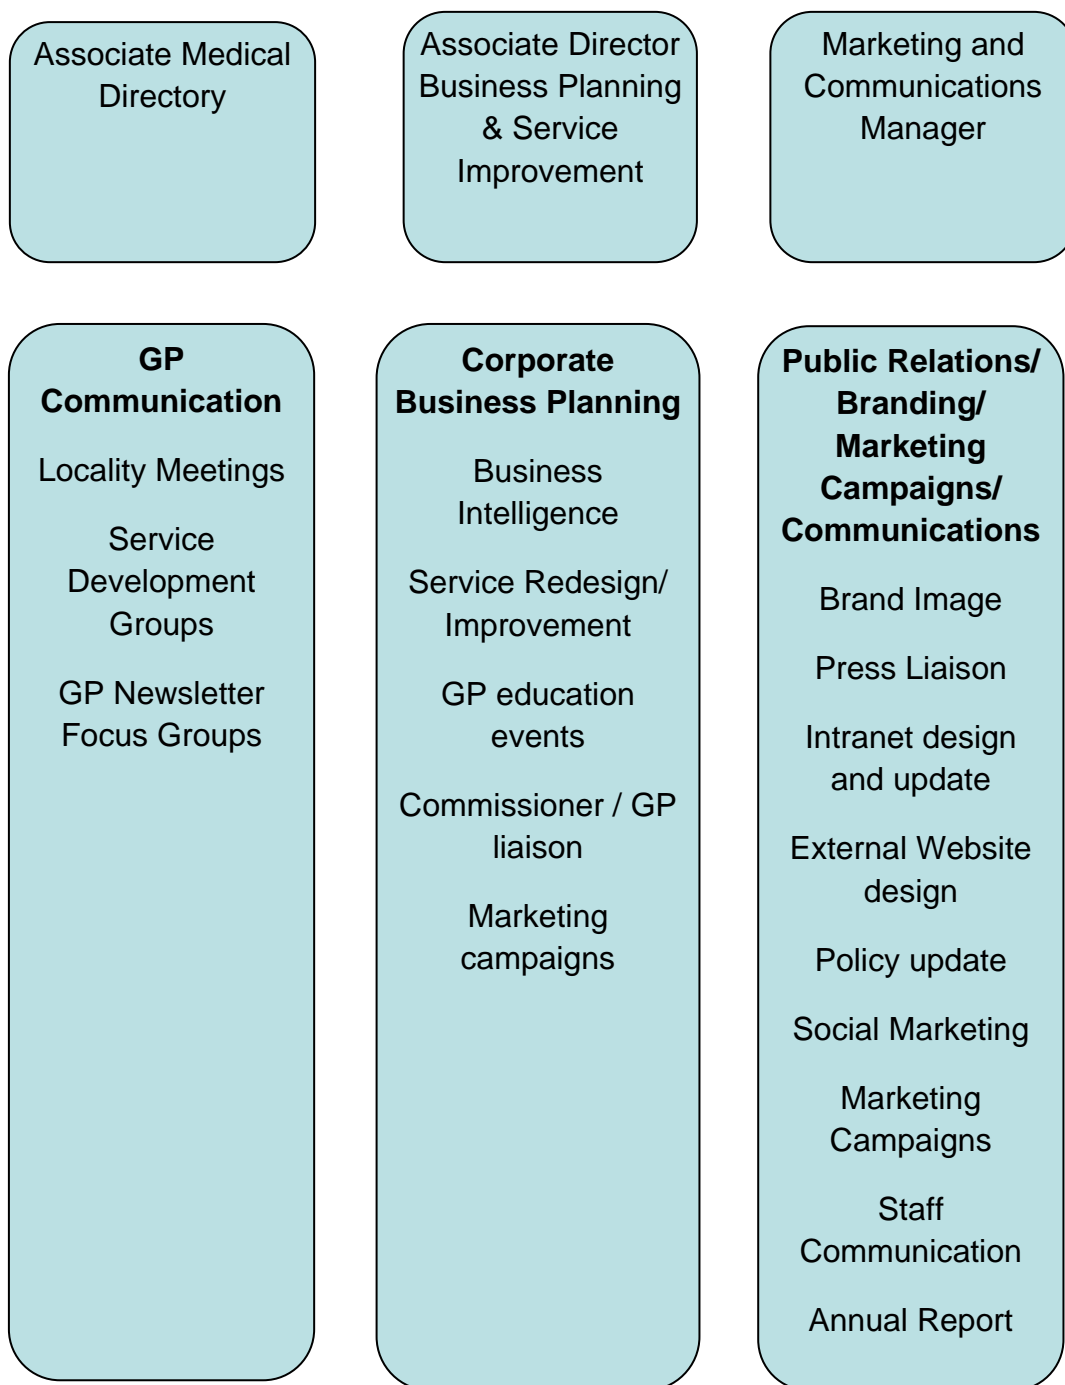 Associate Medical
Directory
Associate Director
Business Planning
& Service
Improvement
Marketing and
Communications
Manager
GP
Communication
Locality Meetings
Service
Development
Groups
GP Newsletter
Focus Groups
Corporate
Business Planning
Business
Intelligence
Service Redesign/
Improvement
GP education
events
Commissioner / GP
liaison
Marketing
campaigns
Public Relations/
Branding/
Marketing
Campaigns/
Communications
Brand Image
Press Liaison
Intranet design
and update
External Website
design
Policy update
Social Marketing
Marketing
Campaigns
Staff
Communication
Annual Report